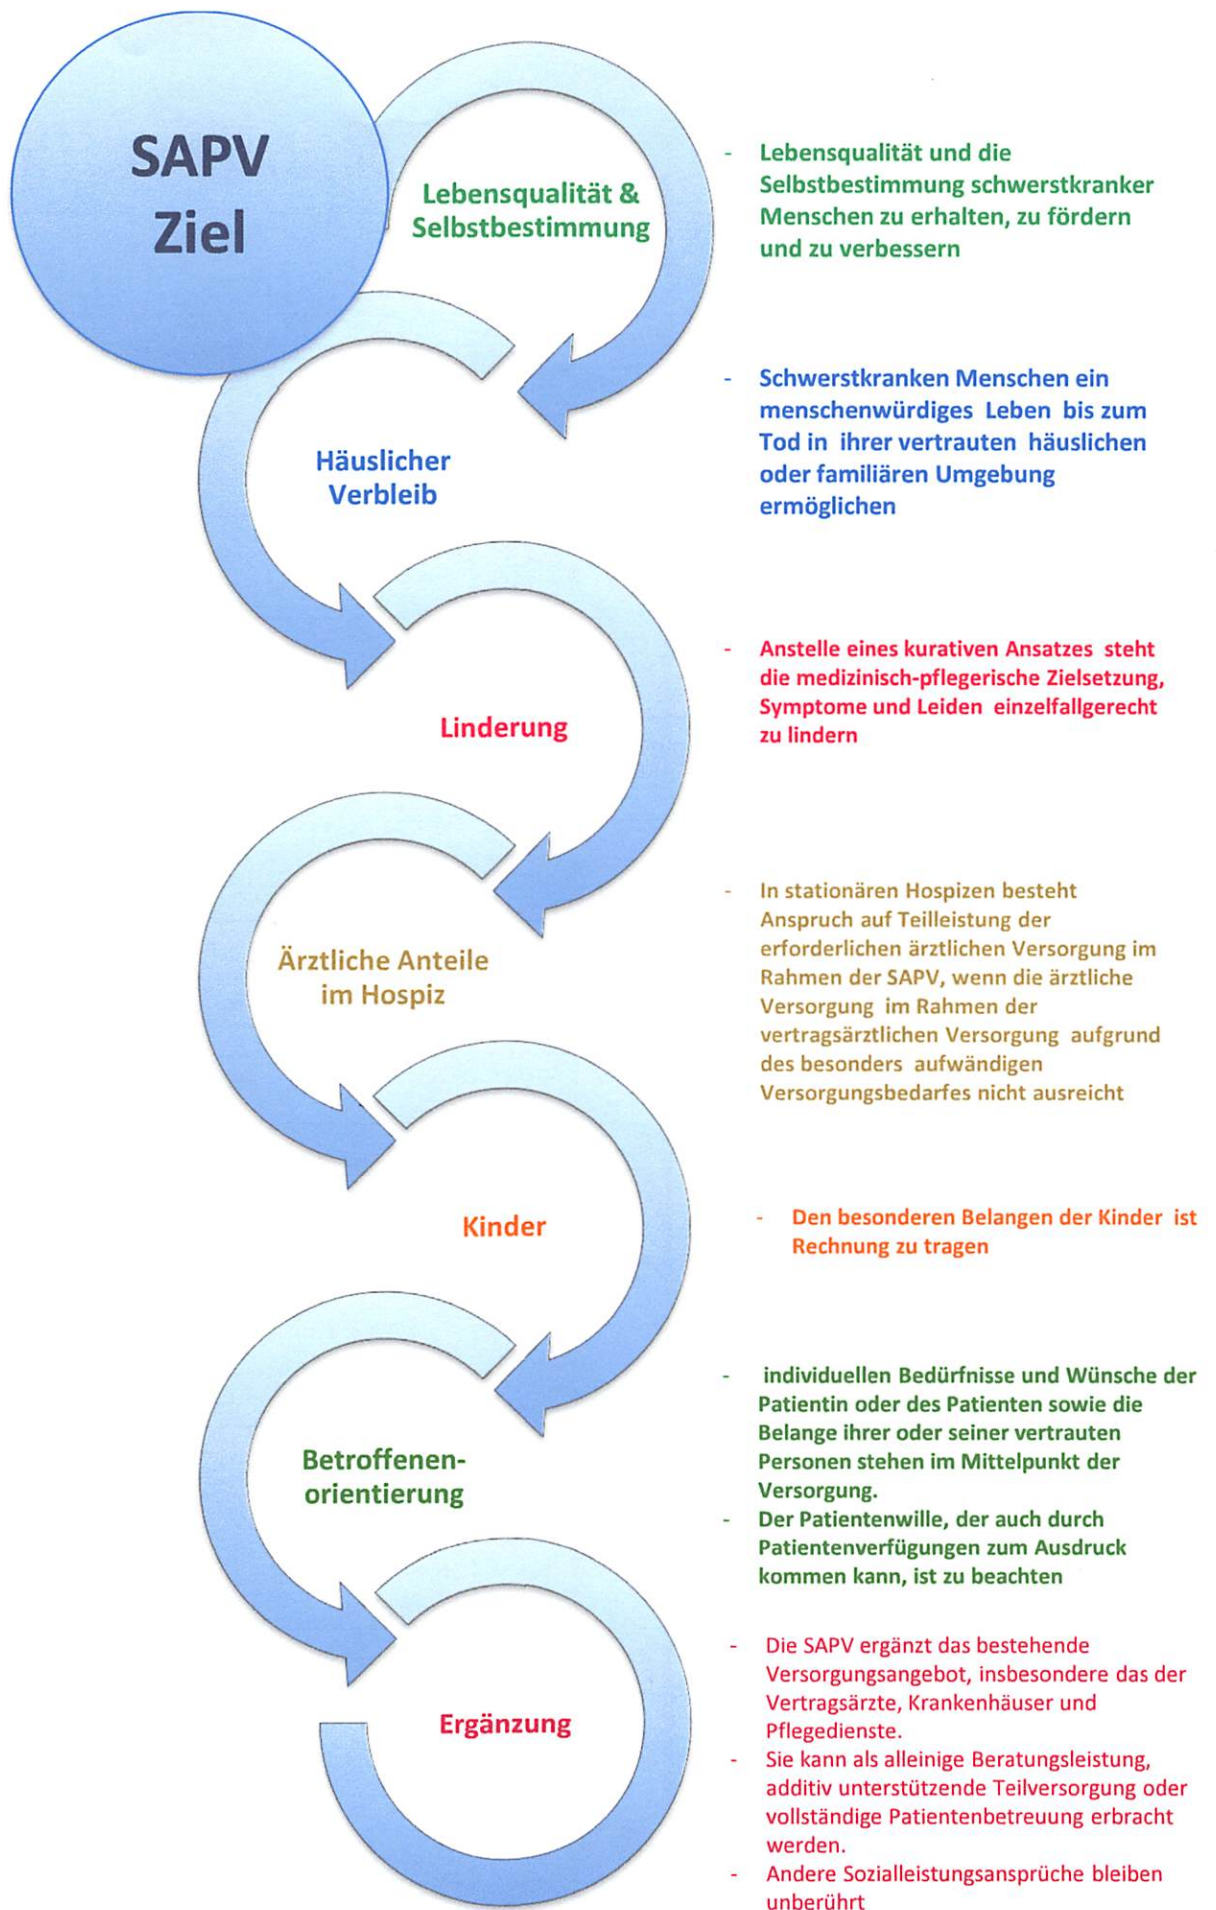 SAPV
Ziel
Lebensqualität &
Selbstbestimmung
- Lebensqualität und die
Selbstbestimmung schwerstkranker
Menschen zu erhalten, zu fördern
und zu verbessern
Häuslicher
Verbleib
- Schwerstkranken Menschen ein
menschenwürdiges Leben bis zum
Tod in ihrer vertrauten häuslichen
oder familiären Umgebung
ermöglichen
Linderung
- Anstelle eines kurativen Ansatzes steht
die medizinisch-pflegerische Zielsetzung,
Symptome und Leiden einzelfallgerecht
zu lindern
Ärztliche Anteile
im Hospiz
- In stationären Hospizen besteht
Anspruch auf Teilleistung der
erforderlichen ärztlichen Versorgung im
Rahmen der SAPV, wenn die ärztliche
Versorgung im Rahmen der
vertragsärztlichen Versorgung aufgrund
des besonders aufwändigen
Versorgungsbedarfes nicht ausreicht
Kinder
- Den besonderen Belangen der Kinder ist
Rechnung zu tragen
Betroffenen-
orientierung
- individuellen Bedürfnisse und Wünsche der
Patientin oder des Patienten sowie die
Belange ihrer oder seiner vertrauten
Personen stehen im Mittelpunkt der
Versorgung.
- Der Patientenwille, der auch durch
Patientenverfügungen zum Ausdruck
kommen kann, ist zu beachten
Ergänzung
- Die SAPV ergänzt das bestehende
Versorgungsangebot, insbesondere das der
Vertragsärzte, Krankenhäuser und
Pflegedienste.
- Sie kann als alleinige Beratungsleistung,
additiv unterstützende Teilversorgung oder
vollständige Patientenbetreuung erbracht
werden.
- Andere Sozialleistungsansprüche bleiben
unberührt